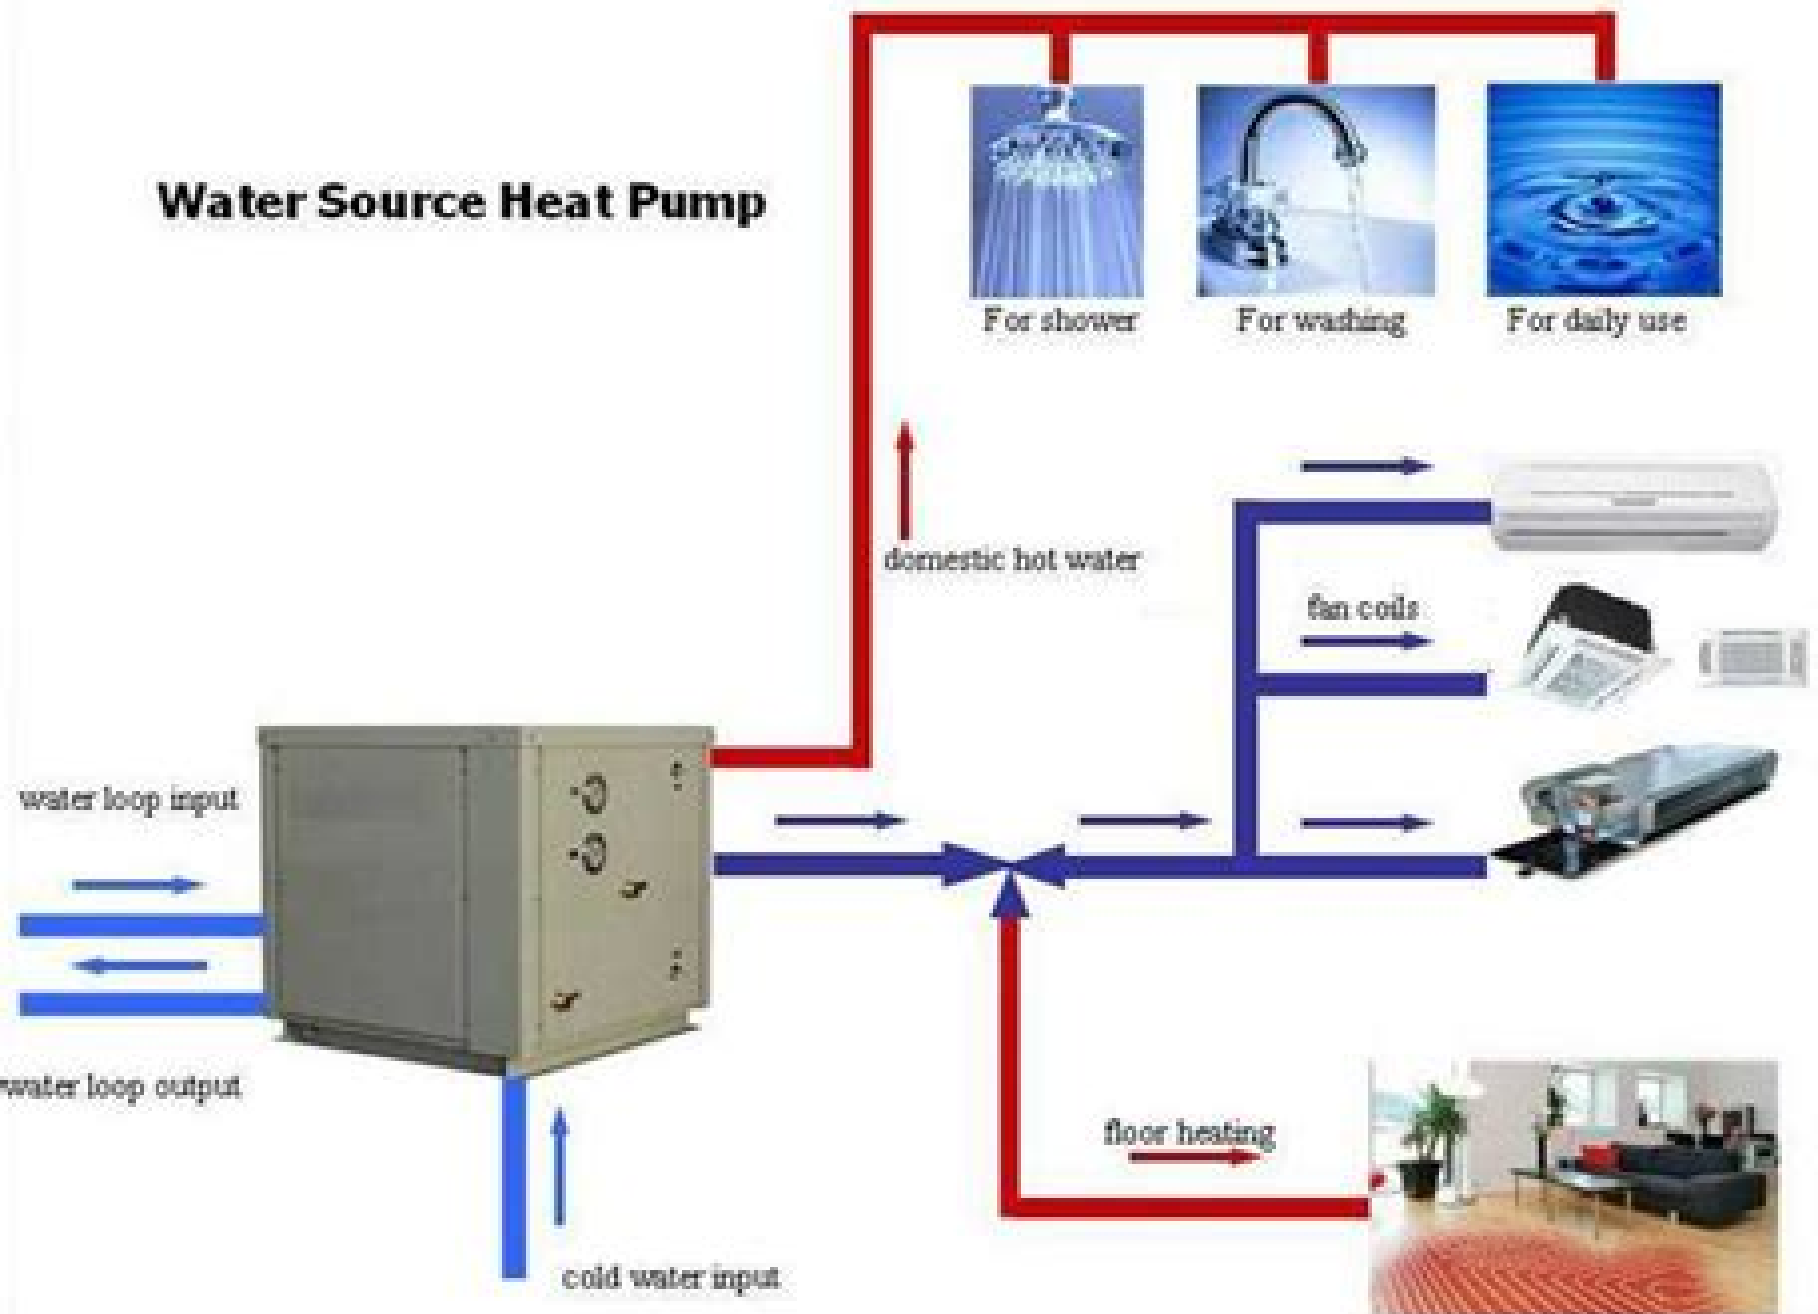 Water Source Heat Pump
For shower
For washing
For daily use
domestic hot water
fan coils
water loop input
water loop output
floor heating
cold water input